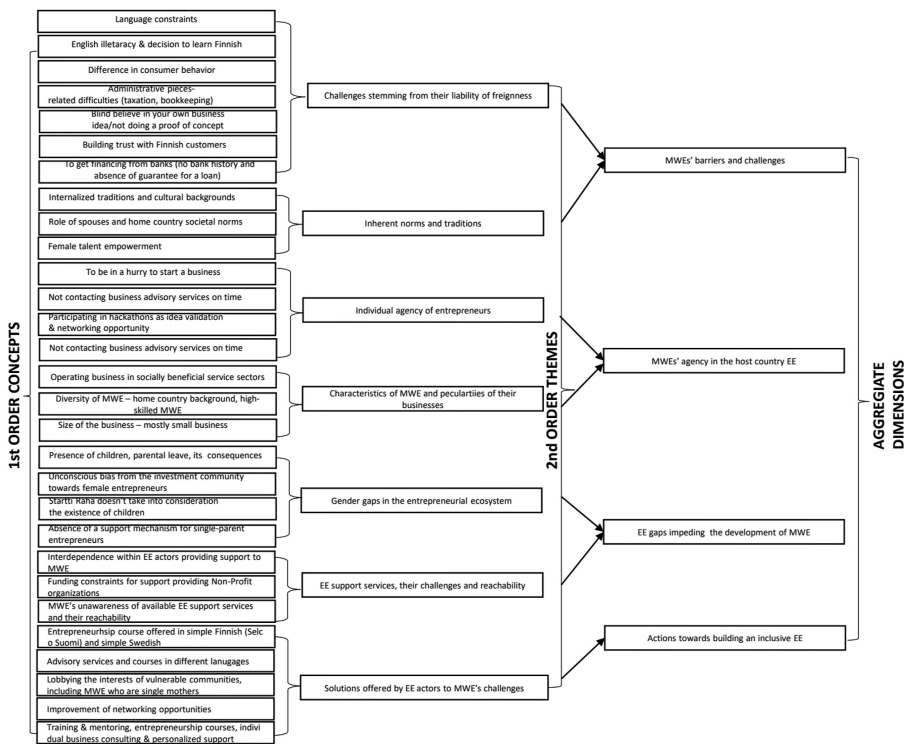 Language constraints
English illetaracy & decision to learn Finnish
Difference in consumer behavior
Administrative pieces-
related difficulties (taxation, bookkeeping)
Blind believe in your own business
idea/not doing a proof of concept
Building trust with Finnish customers
To get financing from banks (no bank history and
absence of guarantee for a loan)
Internalized traditions and cultural backgrounds
Role of spouses and home country societal norms
Female talent empowerment
To be in a hurry to start a business
Not contacting business advisory services on time
Participating in hackathons as idea validation
& networking opportunity
Not contacting business advisory services on time
Operating business in socially beneficial service sectors
Diversity of MWE – home country background, high-
skilled MWE
Size of the business – mostly small business
Presence of children, parental leave, its consequences
Unconscious bias from the investment community
towards female entrepreneurs
Startti Raha doesn't take into consideration
the existence of children
Absence of a support mechanism for single-parent
entrepreneurs
Interdependence within EE actors providing support to
MWE
Funding constraints for support providing Non-Profit
organizations
MWE's unawareness of available EE support services
and their reachability
Entrepreneurhsip course offered in simple Finnish (Selc
o Suomi) and simple Swedish
Advisory services and courses in different lanugages
Lobbying the interests of vulnerable communities,
including MWE who are single mothers
Improvement of networking opportunities
Training & mentoring, entrepreneurship courses, indivi
dual business consulting & personalized support
1st ORDER CONCEPTS
Challenges stemming from their liability of freignness
Inherent norms and traditions
Individual agency of entrepreneurs
Characteristics of MWE and pecularttiies of their
businesses
Gender gaps in the entrepreneurial ecosystem
EE support services, their challenges and reachability
Solutions offered by EE actors to MWE's challenges
2nd ORDER THEMES
MWEs' barriers and challenges
MWEs' agency in the host country EE
EE gaps impeding the development of MWE
Actions towards building an inclusive EE
AGGREGIATE
DIMENSIONS